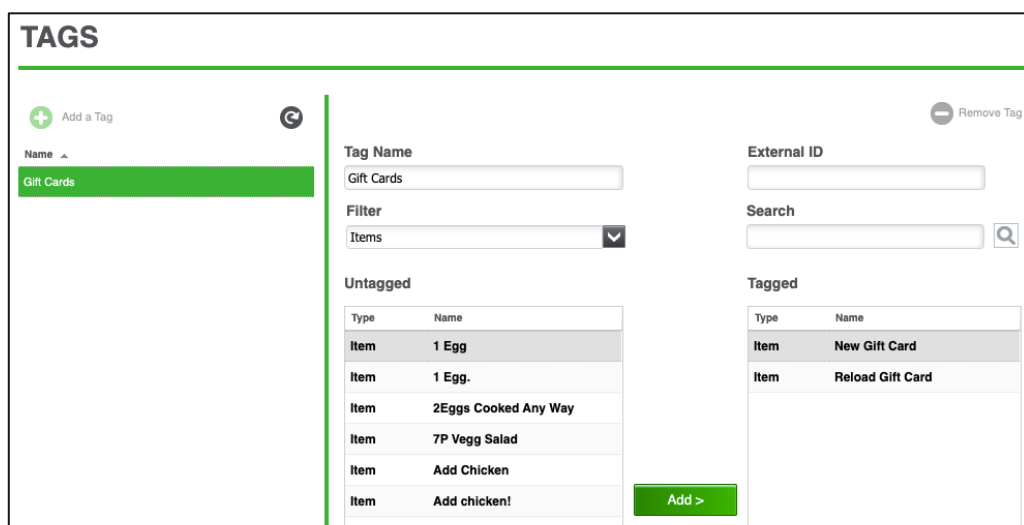 TAGS
Add a Tag
Remove Tag
Name
Gift Cards
Tag Name
External ID
Gift Cards
Filter
Search
Items
Untagged
Tagged
Type Name
Type Name
Item 1 Egg
Item New Gift Card
Item 1 Egg.
Item Reload Gift Card
Item 2Eggs Cooked Any Way
Item 7P Vegg Salad
Item Add Chicken
Item Add chicken!
Add >